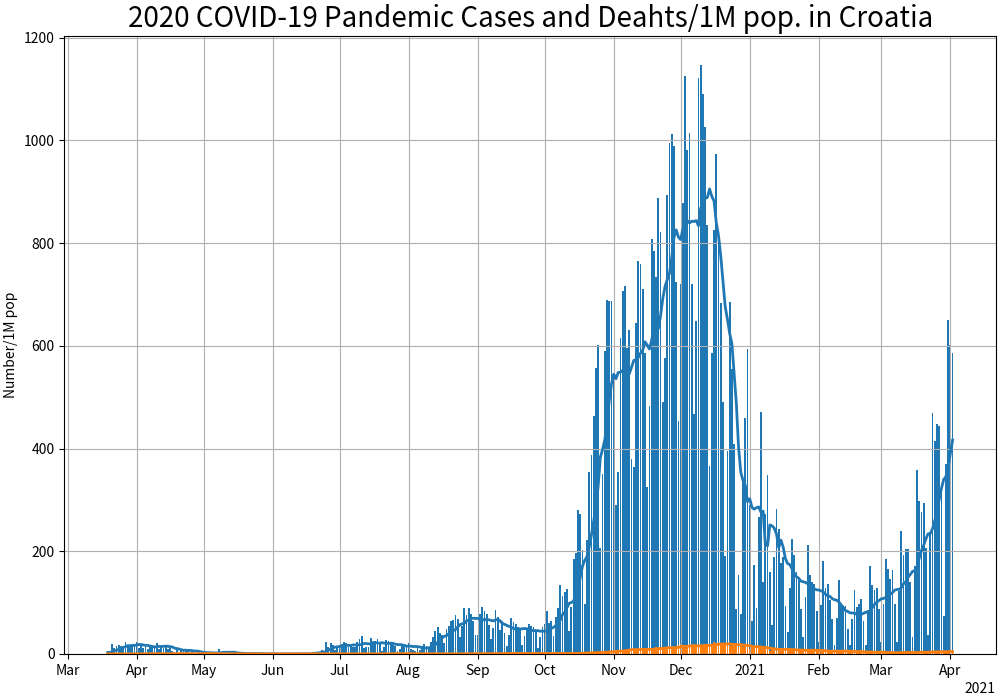 2020 COVID-19 Pandemic Cases and Deahts/1M pop. in Croatia
1200
1000
800
600
400
200
0
Number/1M pop
Mar Apr May Jun Jul Aug Sep Oct Nov Dec 2021 Feb Mar Apr
2021